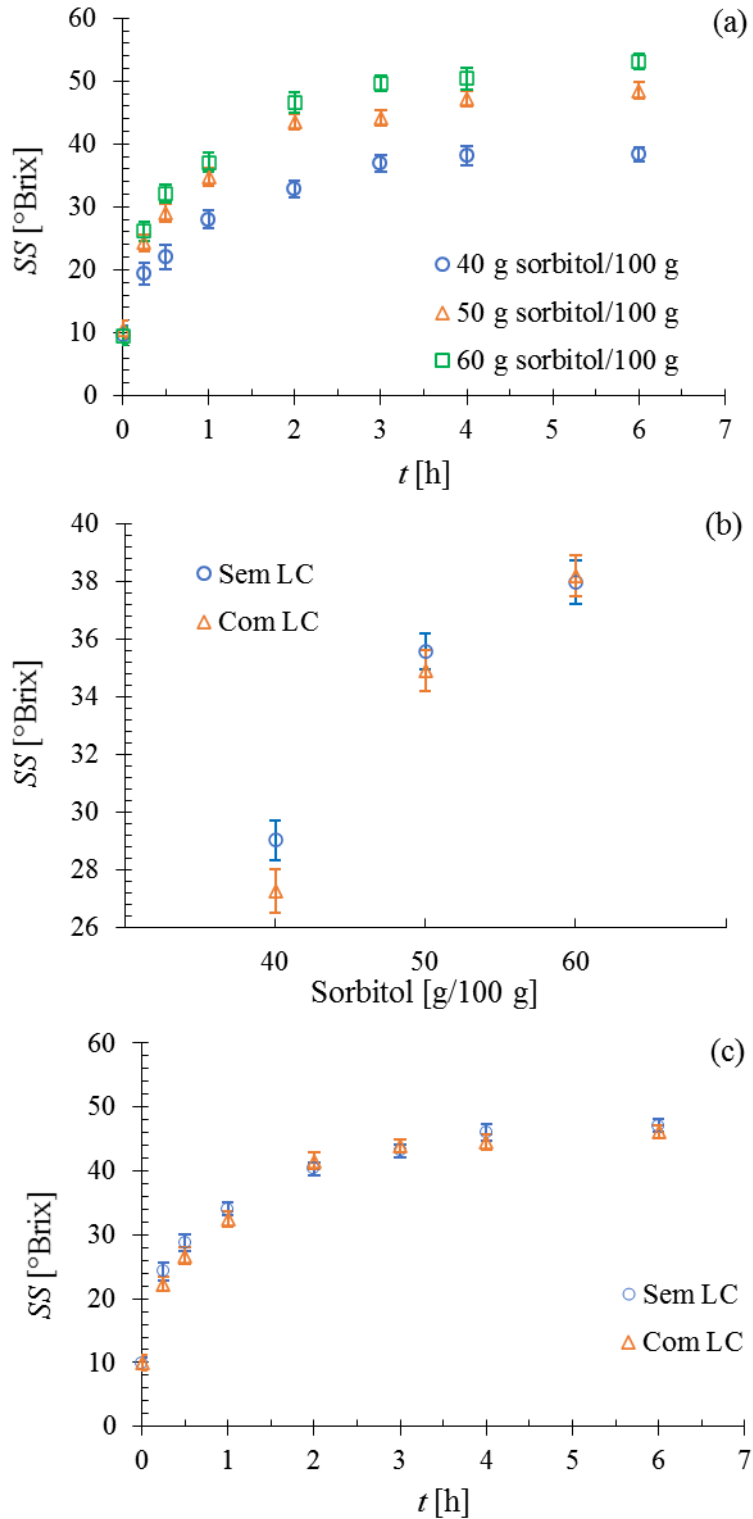 (a)
60
50
40
30
20
10
0
SS [°Brix]
40 g sorbitol/100 g
50 g sorbitol/100 g
60 g sorbitol/100 g
0 1 2 3 4 5 6 7
t [h]
(b)
40
38
36
34
32
30
28
26
SS [°Brix]
Sem LC
Com LC
40 50 60
Sorbitol [g/100 g]
(c)
60
50
40
30
20
10
0
SS [°Brix]
Sem LC
Com LC
0 1 2 3 4 5 6 7
t [h]